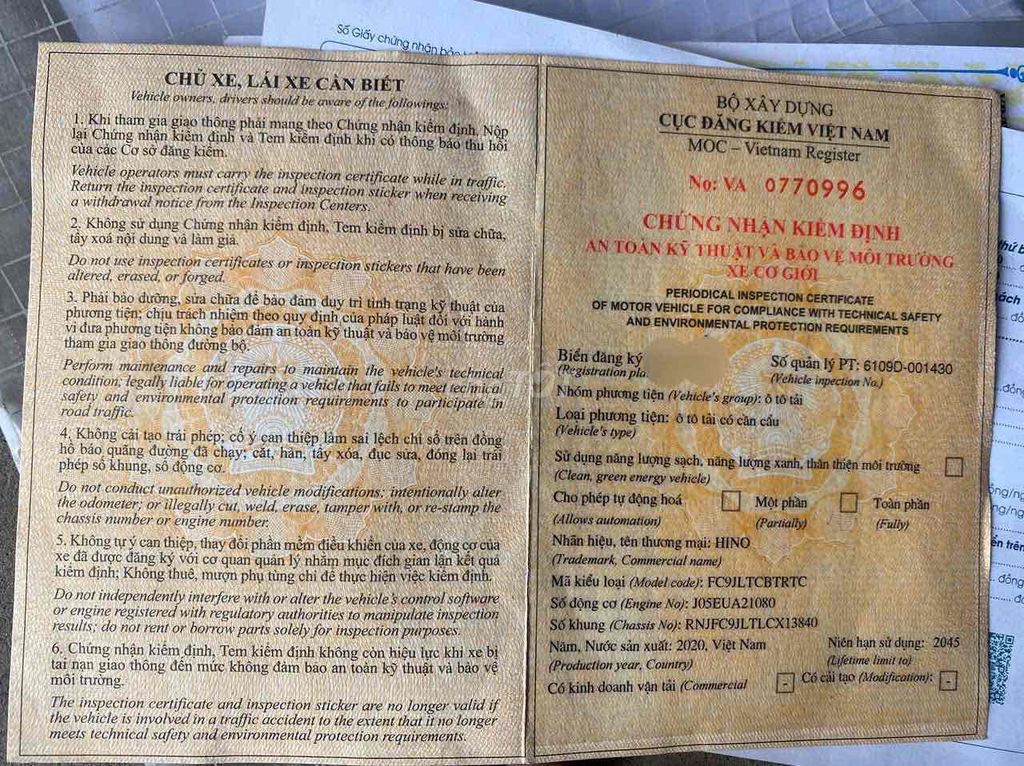 Số Giấy chứng nhận bảo
CHỦ XE, LÁI XE CẦN BIẾT
Vehicle owners, drivers should be aware of the followings:
1. Khi tham gia giao thông phải mang theo Chứng nhận kiểm định. Nộp
lại Chứng nhận kiểm định và Tem kiểm định khi có thông báo thu hồi
của các Cơ sở đăng kiểm.
Vehicle operators must carry the inspection certificate while in traffic.
Return the inspection certificate and inspection sticker when receiving
a withdrawal notice from the Inspection Centers.
2. Không sử dụng Chứng nhận kiểm định, Tem kiểm định bị sửa chữa,
tẩy xoá nội dung và làm giả.
Do not use inspection certificates or inspection stickers that have been
altered, erased, or forged.
3. Phải bảo dưỡng, sửa chữa để bảo đảm duy trì tình trạng kỹ thuật của
phương tiện; chịu trách nhiệm theo quy định của pháp luật đối với hành
vi đưa phương tiện không bảo đảm an toàn kỹ thuật và bảo vệ môi trường
tham gia giao thông đường bộ.
Perform maintenance and repairs to maintain the vehicle's technical
condition; legally liable for operating a vehicle that fails to meet technical
safety and environmental protection requirements to participate in
road traffic.
4. Không cải tạo trái phép; cố ý can thiệp làm sai lệch chỉ số trên đồng
hồ báo quãng đường đã chạy; cắt, hàn, tẩy xóa, đục sửa, đóng lại trái
phép số khung, số động cơ.
Do not conduct unauthorized vehicle modifications; intentionally alter
the odometer; or illegally cut, weld, erase, tamper with, or re-stamp the
chassis number or engine number.
5. Không tự ý can thiệp, thay đổi phần mềm điều khiển của xe, động cơ của
xe đã được đăng ký với cơ quan quản lý nhằm mục đích gian lận kết quả
kiểm định; Không thuê, mượn phụ tùng chỉ để thực hiện việc kiểm định.
Do not independently interfere with or alter the vehicle's control software
or engine registered with regulatory authorities to manipulate inspection
results; do not rent or borrow parts solely for inspection purposes.
6. Chứng nhận kiểm định, Tem kiểm định không còn hiệu lực khi xe bị
tai nạn giao thông đến mức không đảm bảo an toàn kỹ thuật và bảo vệ
môi trường.
The inspection certificate and inspection sticker are no longer valid if
the vehicle is involved in a traffic accident to the extent that it no longer
meets technical safety and environmental protection requirements.
BỘ XÂY DỰNG
CỤC ĐĂNG KIỂM VIỆT NAM
MOC – Vietnam Register
No: VA 0770996
CHỨNG NHẬN KIỂM ĐỊNH
AN TOÀN KỸ THUẬT VÀ BẢO VỆ MÔI TRƯỜNG
XE CƠ GIỚI
PERIODICAL INSPECTION CERTIFICATE
OF MOTOR VEHICLE FOR COMPLIANCE WITH TECHNICAL SAFETY
AND ENVIRONMENTAL PROTECTION REQUIREMENTS
Biển đăng ký Số quản lý PT: 6109D-001430
(Registration pla (Vehicle inpection No.)
Nhóm phương tiện (Vehicle's group): ô tô tải
Loại phương tiện: ô tô tải có cần cẩu
(Vehicle's type)
Sử dụng năng lượng sạch, năng lượng xanh, thân thiện môi trường
(Clean, green energy vehicle)
Cho phép tự động hoá Một phần Toàn phần
(Allows automation) (Partially) (Fully)
Nhãn hiệu, tên thương mại: HINO
(Trademark, Commercial name)
Mã kiểu loại (Model code): FC9JLTCBTRTC
Số động cơ (Engine No): J05EUA21080
Số khung (Chassis No): RNJFC9JLTLCX13840
Năm, Nước sản xuất: 2020, Việt Nam Niên hạn sử dụng: 2045
(Production year, Country) (Lifetime limit to)
Có kinh doanh vận tải (Commercial - Có cải tạo (Modification): -